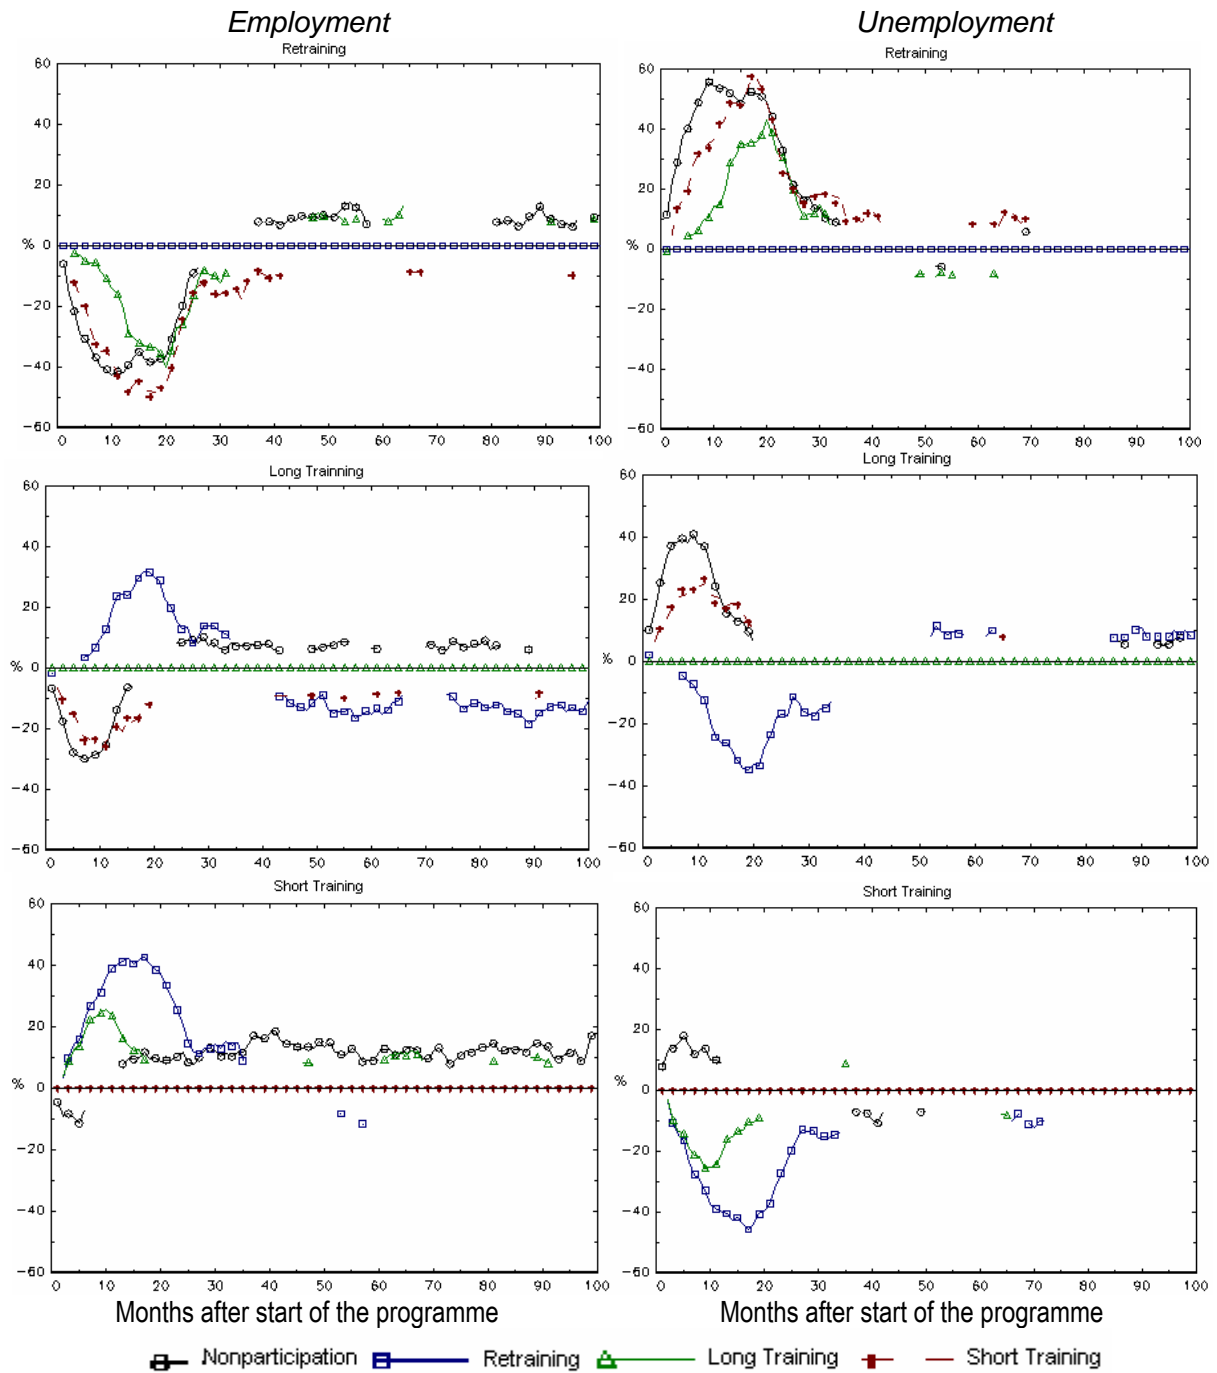 Employment Unemployment
Retraining Retraining
60 60
40 40
20 20
% 0 % 0
−20 −20
−40 −40
−60 −60
0 10 20 30 40 50 60 70 80 90 100 0 10 20 30 40 50 60 70 80 90 100
Long Trainning Long Training
60 60
40 40
20 20
% 0 % 0
−20 −20
−40 −40
−60 −60
0 10 20 30 40 50 60 70 80 90 100 0 10 20 30 40 50 60 70 80 90 100
Short Training Short Training
60 60
40 40
20 20
% 0 % 0
−20 −20
−40 −40
−60 −60
0 10 20 30 40 50 60 70 80 90 100 0 10 20 30 40 50 60 70 80 90 100
Months after start of the programme Months after start of the programme
Nonparticipation Retraining Long Training Short Training